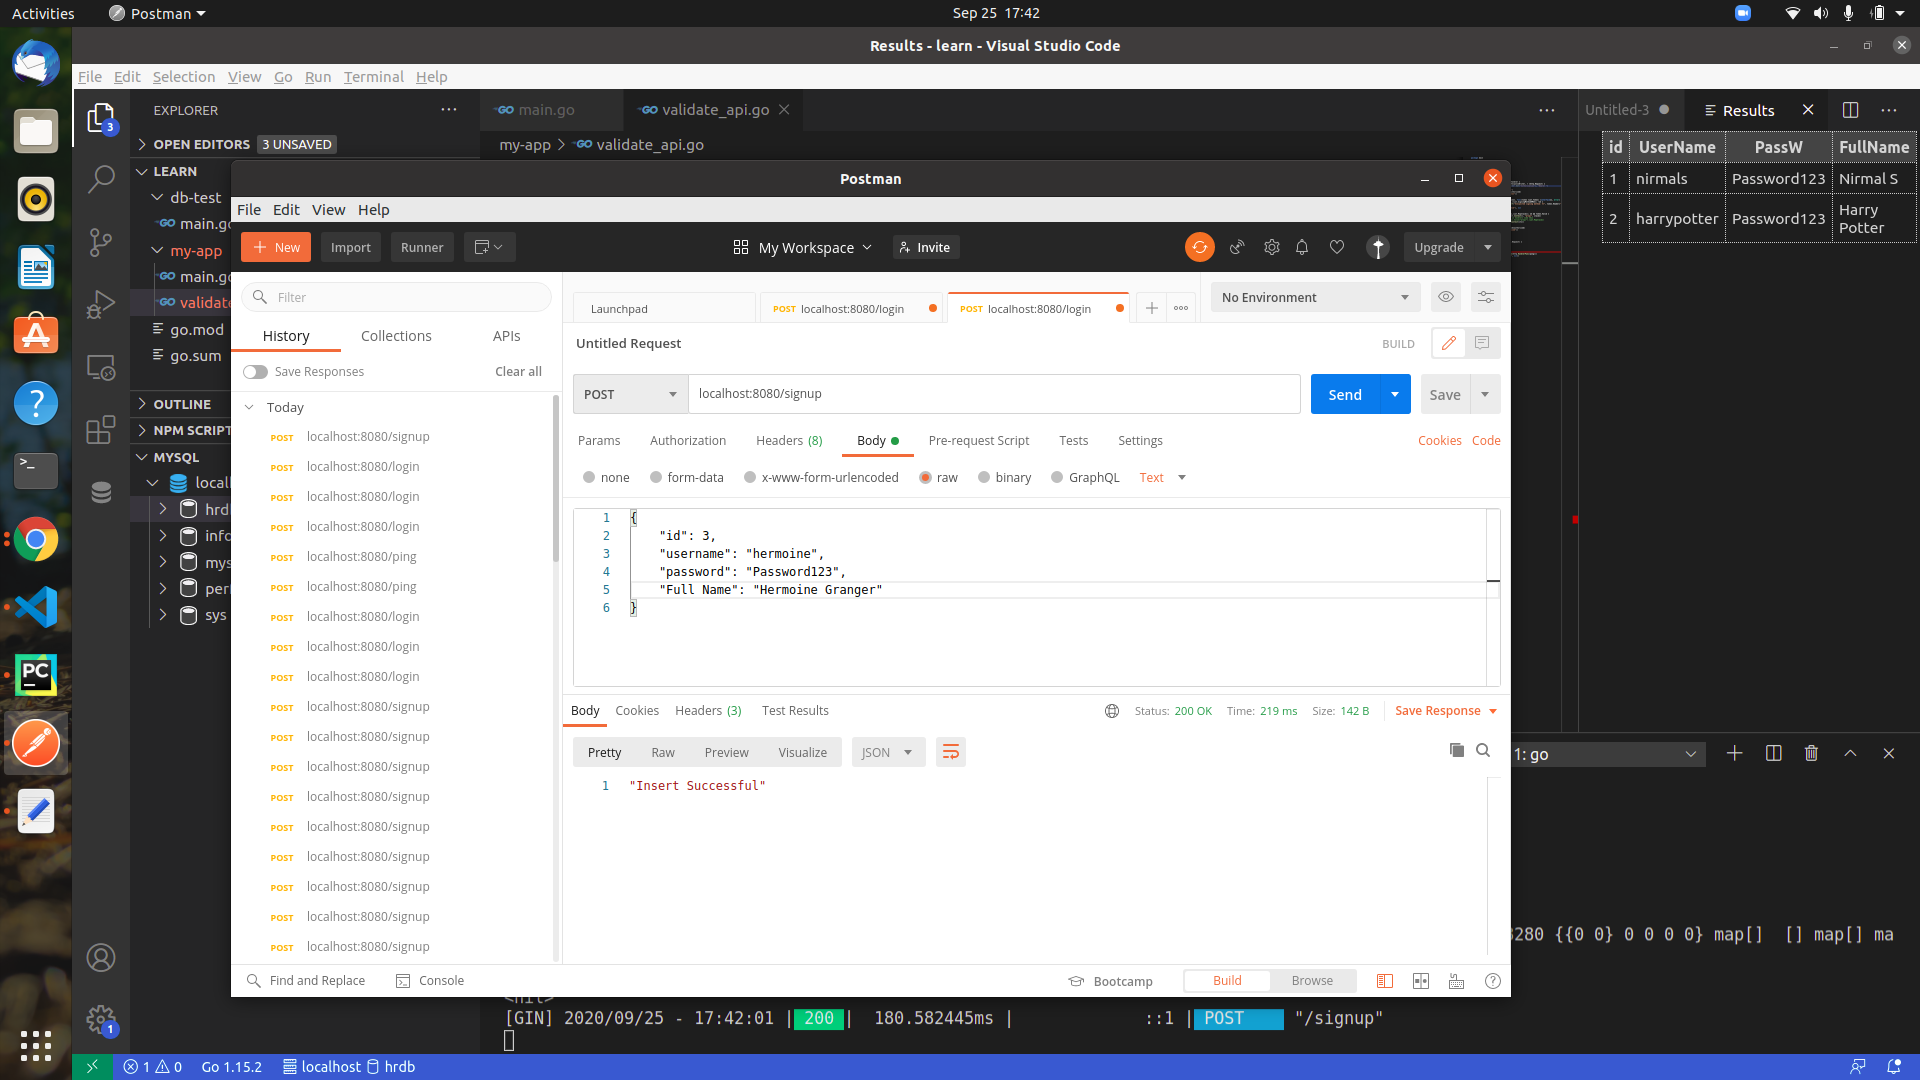 Activities
Postman
Sep 25 17:42
Results - learn - Visual Studio Code
File Edit Selection View Go Run Terminal Help
EXPLORER
OPEN EDITORS 3 UNSAVED
LEARN
db-test
main.go
my-app
main.go
validate
go.mod
go.sum
OUTLINE
NPM SCRIPT
MYSQL
local
hrdb
info
mys
per
sys
3
1
main.go
validate_api.go
my-app > validate_api.go
Untitled-3
Results
id UserName PassW FullName
1 nirmals Password123 Nirmal S
2 harrypotter Password123 Harry Potter
Postman
File Edit View Help
New
Import
Runner
My Workspace
Invite
Upgrade
Filter
History
Collections
APIs
Save Responses
Clear all
Today
POST localhost:8080/signup
POST localhost:8080/login
POST localhost:8080/login
POST localhost:8080/login
POST localhost:8080/ping
POST localhost:8080/ping
POST localhost:8080/login
POST localhost:8080/login
POST localhost:8080/login
POST localhost:8080/signup
POST localhost:8080/signup
POST localhost:8080/signup
POST localhost:8080/signup
POST localhost:8080/signup
POST localhost:8080/signup
POST localhost:8080/signup
POST localhost:8080/signup
POST localhost:8080/signup
Launchpad
POST localhost:8080/login
POST localhost:8080/login
No Environment
Untitled Request
BUILD
POST
localhost:8080/signup
Send
Save
Params Authorization Headers (8) Body Pre-request Script Tests Settings
Cookies Code
none form-data x-www-form-urlencoded raw binary GraphQL Text
1 {
2 "id": 3,
3 "username": "hermoine",
4 "password": "Password123",
5 "Full Name": "Hermoine Granger"
6 }
Body Cookies Headers (3) Test Results
Status: 200 OK Time: 219 ms Size: 142 B
Save Response
Pretty Raw Preview Visualize JSON
1 "Insert Successful"
Find and Replace
Console
Bootcamp
Build
Browse
1: go
3280 {{0 0} 0 0 0 0} map[] [] map[] ma
<nil>
[GIN] 2020/09/25 - 17:42:01 | 200 | 180.582445ms | ::1 | POST "/signup"
1 0 Go 1.15.2 localhost hrdb